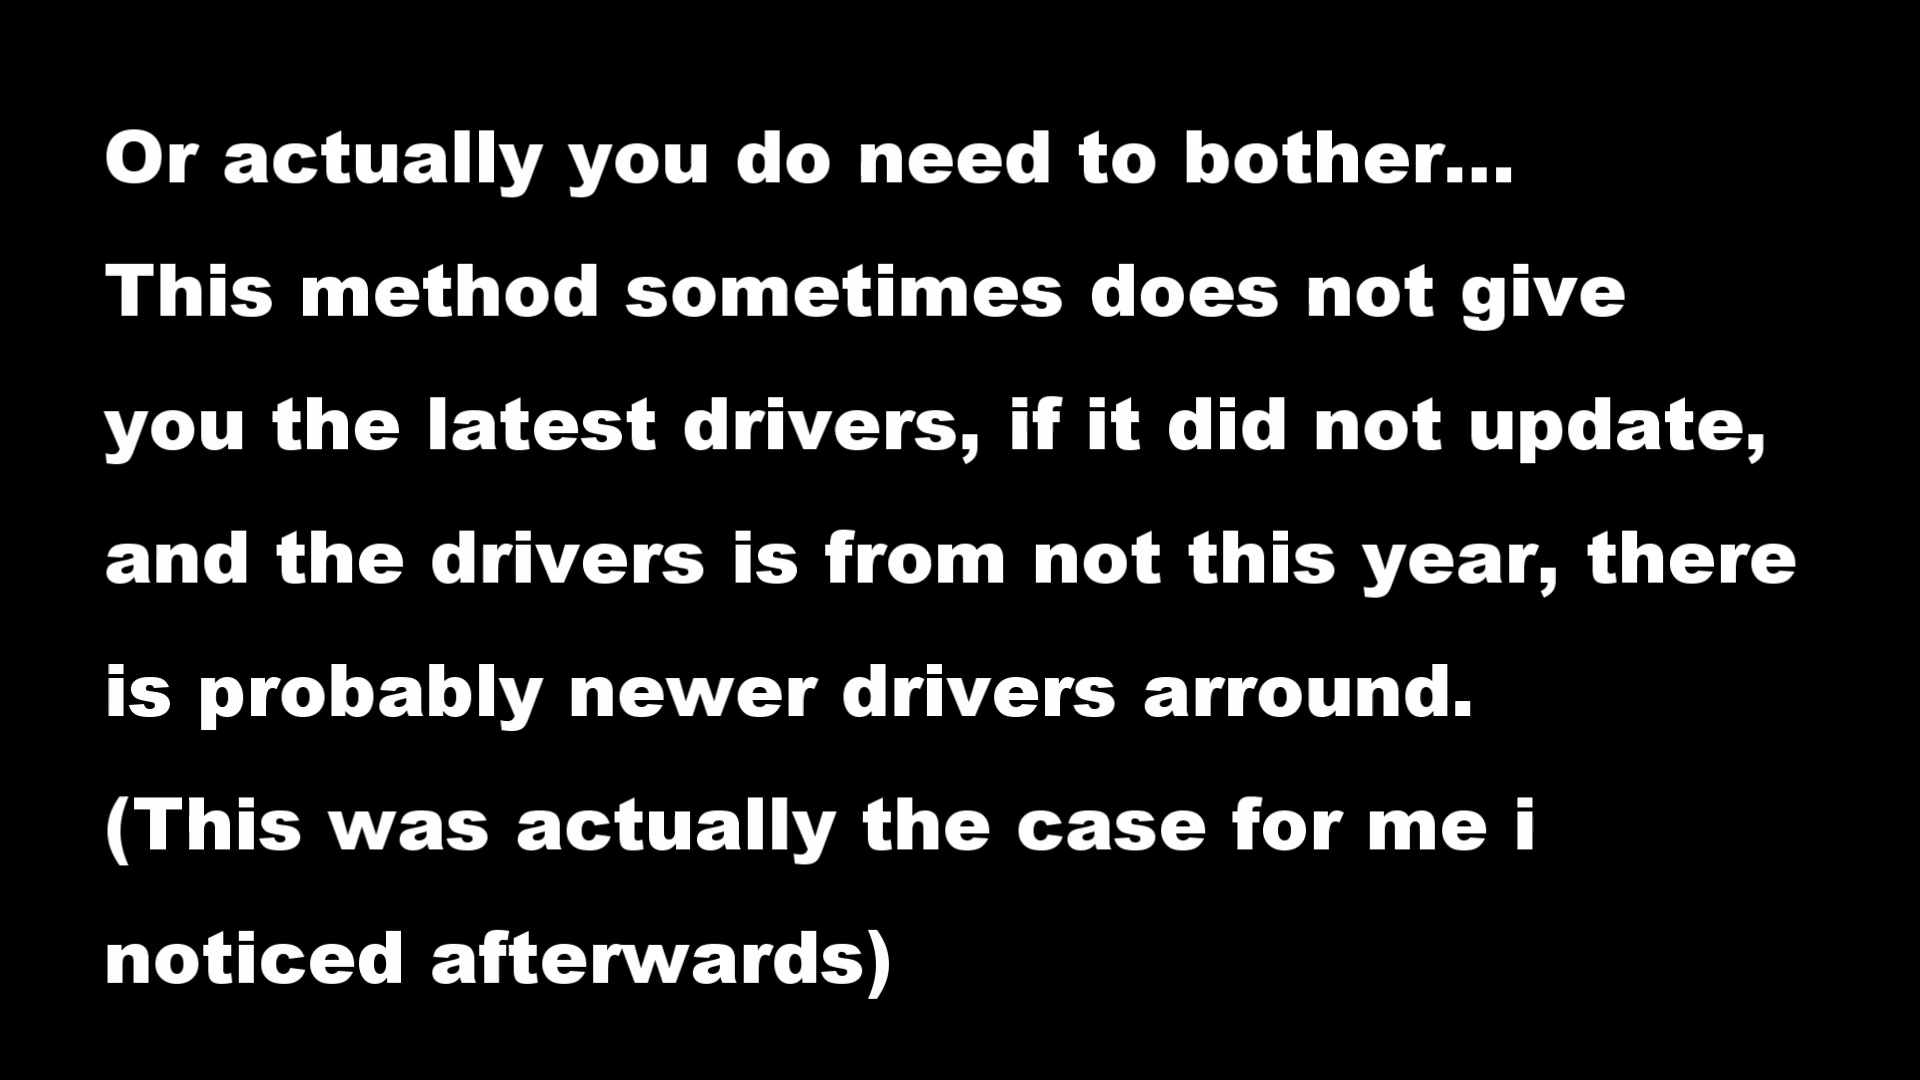 Or actually you do need to bother...
This method sometimes does not give
you the latest drivers, if it did not update,
and the drivers is from not this year, there
is probably newer drivers arround.
(This was actually the case for me i
noticed afterwards)